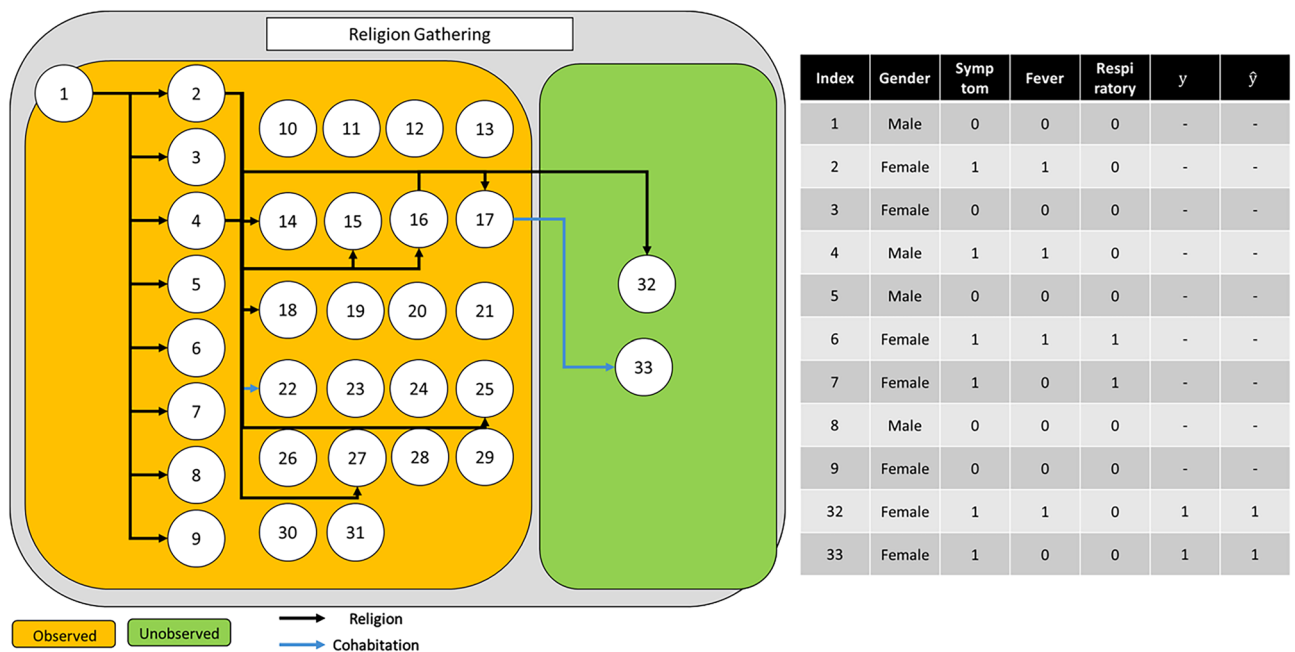 Religion Gathering
1
2
3
4
5
6
7
8
9
10 11 12 13
14 15 16 17
18 19 20 21
22 23 24 25
26 27 28 29
30 31
32
33
Observed
Unobserved
Religion
Cohabitation
Index Gender Symp Fever Respi y ŷ
tom ratory
1 Male 0 0 0 - -
2 Female 1 1 0 - -
3 Female 0 0 0 - -
4 Male 1 1 0 - -
5 Male 0 0 0 - -
6 Female 1 1 1 - -
7 Female 1 0 1 - -
8 Male 0 0 0 - -
9 Female 0 0 0 - -
32 Female 1 1 0 1 1
33 Female 1 0 0 1 1